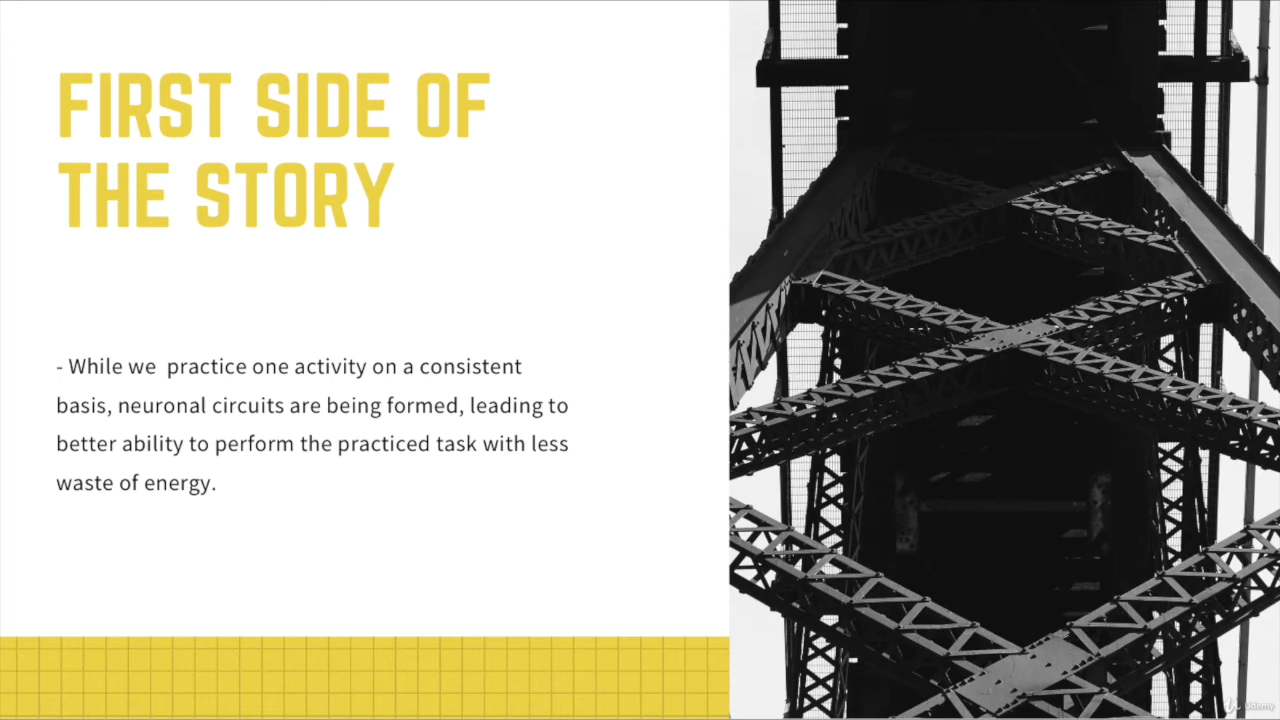 FIRST SIDE OF
THE STORY
- While we  practice one activity on a consistent
basis, neuronal circuits are being formed, leading to
better ability to perform the practiced task with less
waste of energy.
Udemy